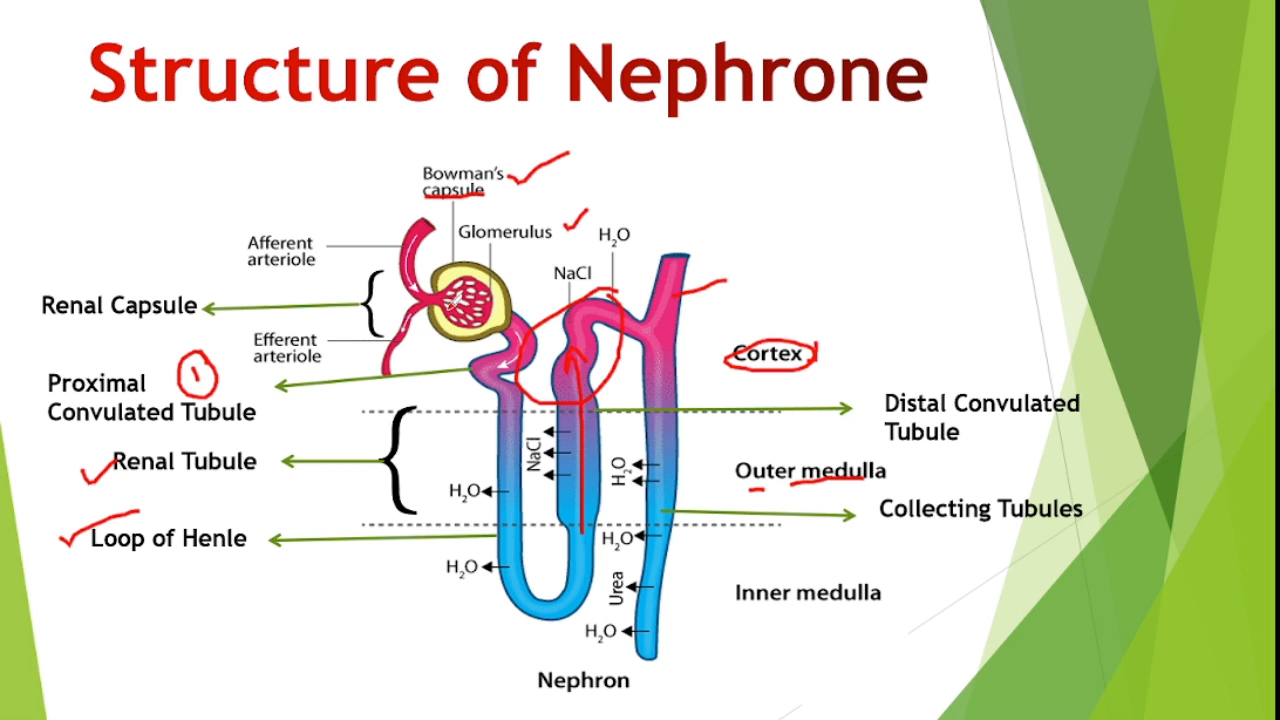 Structure of Nephrone
Bowman's
capsule
Glomerulus
H₂O
Afferent
arteriole
NaCl
Renal Capsule
Efferent
arteriole
Cortex
Proximal
Convulated Tubule
1
Distal Convulated
Tubule
Renal Tubule
NaCl
H₂O
Outer medulla
H₂O
Collecting Tubules
Loop of Henle
H₂O
H₂O
Urea
Inner medulla
H₂O
Nephron